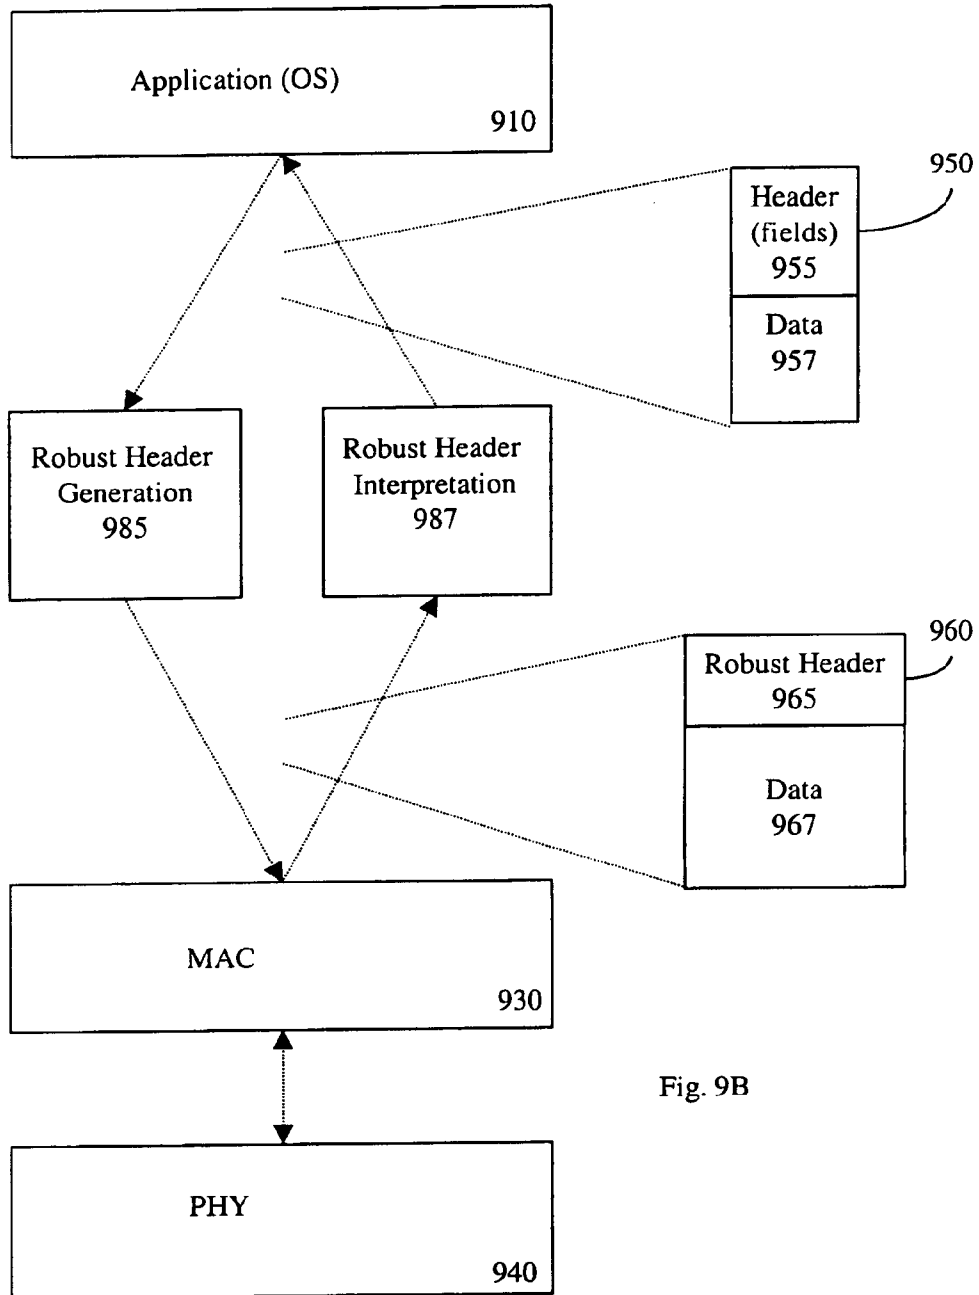 Application (OS)
910
950
Header
(fields)
955
Data
957
Robust Header
Generation
985
Robust Header
Interpretation
987
960
Robust Header
965
Data
967
MAC
930
Fig. 9B
PHY
940